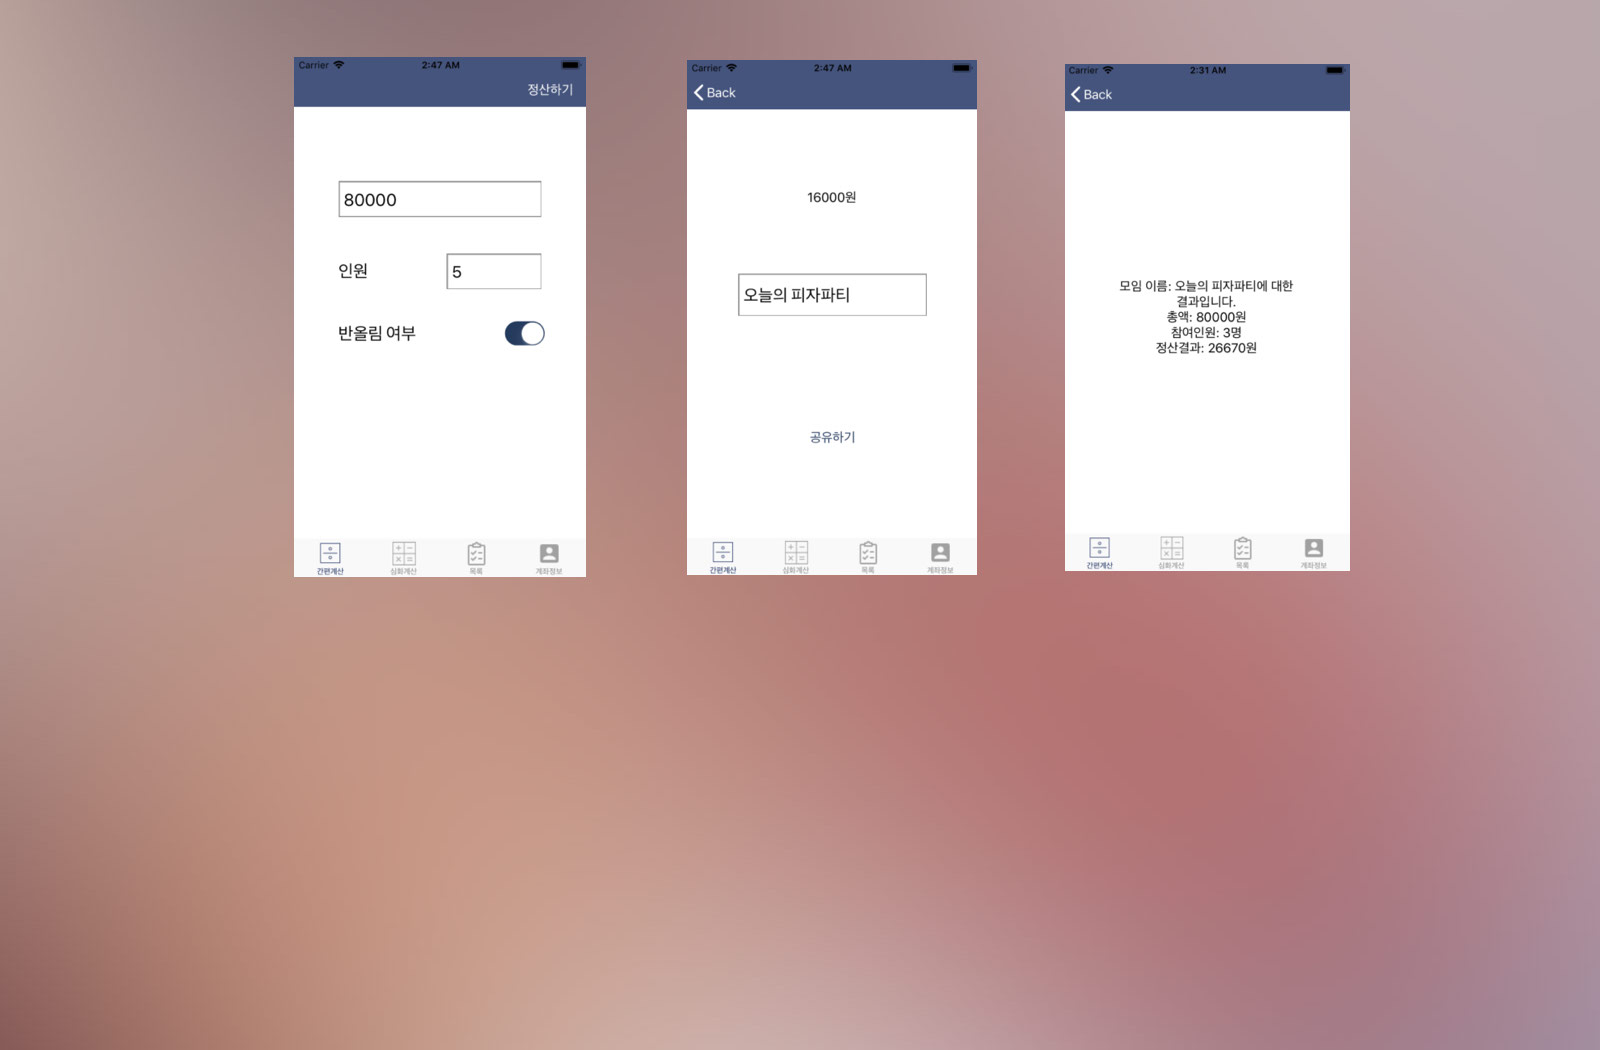 Carrier 2:47 AM
정산하기
80000
인원 5
반올림 여부
간편계산 심화계산 목록 계좌정보
Carrier 2:47 AM
Back
16000원
오늘의 피자파티
공유하기
간편계산 심화계산 목록 계좌정보
Carrier 2:31 AM
Back
모임 이름: 오늘의 피자파티에 대한
결과입니다.
총액: 80000원
참여인원: 3명
정산결과: 26670원
간편계산 심화계산 목록 계좌정보